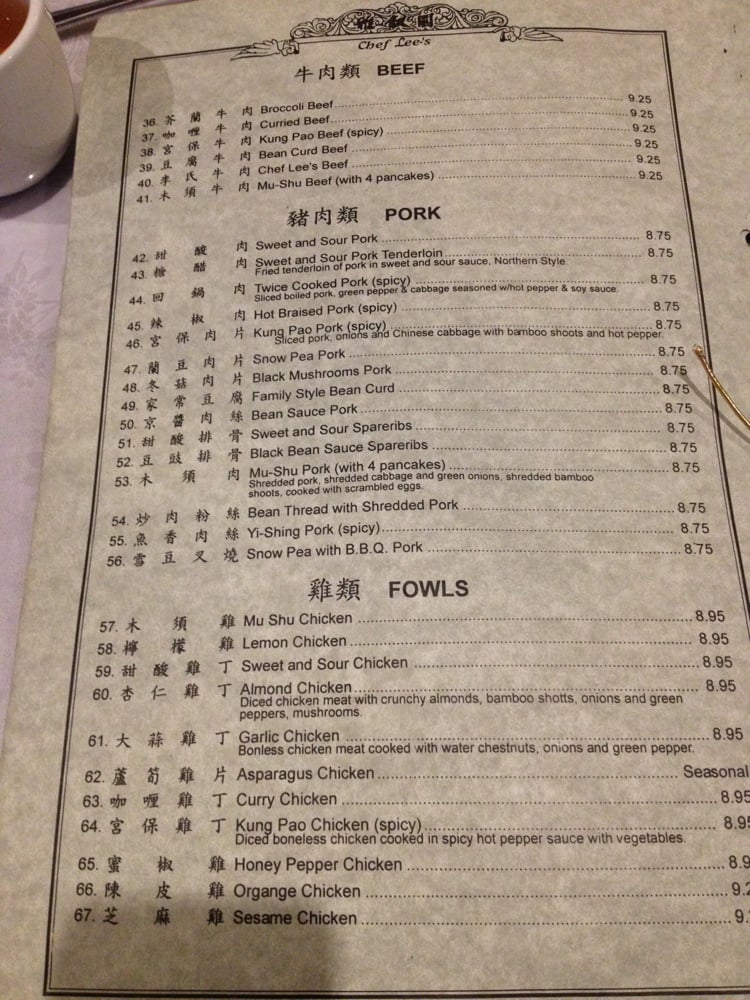 雅敘園
Chef Lee's
牛肉類 BEEF
36. 芥蘭牛肉 Broccoli Beef 9.25
37. 咖喱牛肉 Curried Beef 9.25
38. 宮保牛肉 Kung Pao Beef (spicy) 9.25
39. 豆腐牛肉 Bean Curd Beef 9.25
40. 李氏牛肉 Chef Lee's Beef 9.25
41. 木須牛肉 Mu-Shu Beef (with 4 pancakes) 9.25
豬肉類 PORK
42. 甜酸肉 Sweet and Sour Pork 8.75
43. 糖醋肉 Sweet and Sour Pork Tenderloin 8.75
Fried tenderloin of pork in sweet and sour sauce, Northern Style
44. 回鍋肉 Twice Cooked Pork (spicy) 8.75
Sliced boiled pork, green pepper & cabbage seasoned w/hot pepper & soy sauce.
45. 辣椒肉 Hot Braised Pork (spicy) 8.75
46. 宮保肉片 Kung Pao Pork (spicy) 8.75
Sliced pork, onions and Chinese cabbage with bamboo shoots and hot pepper.
47. 蘭豆肉片 Snow Pea Pork 8.75
48. 冬菇肉片 Black Mushrooms Pork 8.75
49. 家常豆腐 Family Style Bean Curd 8.75
50. 京醬肉絲 Bean Sauce Pork 8.75
51. 甜酸排骨 Sweet and Sour Spareribs 8.75
52. 豆豉排骨 Black Bean Sauce Spareribs 8.75
53. 木須肉 Mu-Shu Pork (with 4 pancakes) 8.75
Shredded pork, shredded cabbage and green onions, shredded bamboo
shoots, cooked with scrambled eggs.
54. 炒肉粉絲 Bean Thread with Shredded Pork 8.75
55. 魚香肉絲 Yi-Shing Pork (spicy) 8.75
56. 雪豆叉燒 Snow Pea with B.B.Q. Pork 8.75
雞類 FOWLS
57. 木須雞 Mu Shu Chicken 8.95
58. 檸檬雞 Lemon Chicken 8.95
59. 甜酸雞丁 Sweet and Sour Chicken 8.95
60. 杏仁雞丁 Almond Chicken 8.95
Diced chicken meat with crunchy almonds, bamboo shotts, onions and green
peppers, mushrooms.
61. 大蒜雞丁 Garlic Chicken 8.95
Bonless chicken meat cooked with water chestnuts, onions and green pepper.
62. 蘆筍雞片 Asparagus Chicken Seasonal
63. 咖喱雞丁 Curry Chicken 8.95
64. 宮保雞丁 Kung Pao Chicken (spicy) 8.95
Diced boneless chicken cooked in spicy hot pepper sauce with vegetables.
65. 蜜椒雞 Honey Pepper Chicken 8.9
66. 陳皮雞 Organge Chicken 9.2
67. 芝麻雞 Sesame Chicken 9.